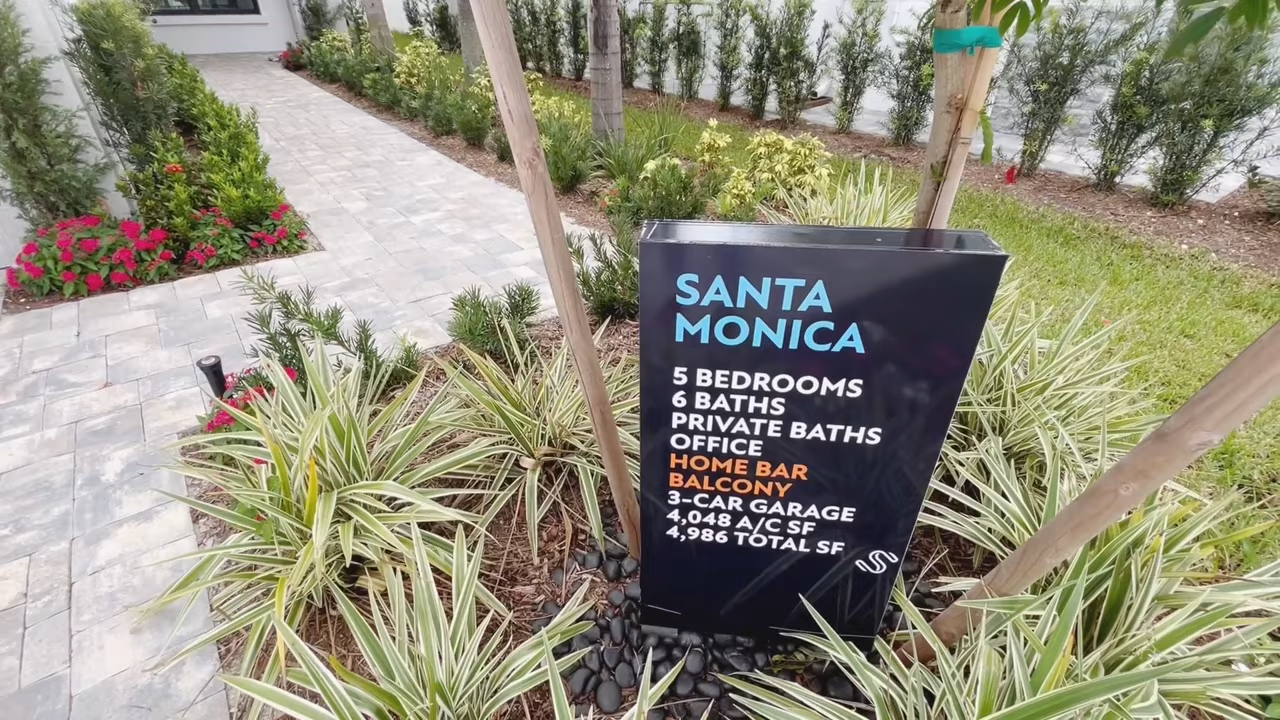 SANTA
MONICA
5 BEDROOMS
6 BATHS
PRIVATE BATHS
OFFICE
HOME BAR
BALCONY
3-CAR GARAGE
4,048 A/C SF
4,986 TOTAL SF